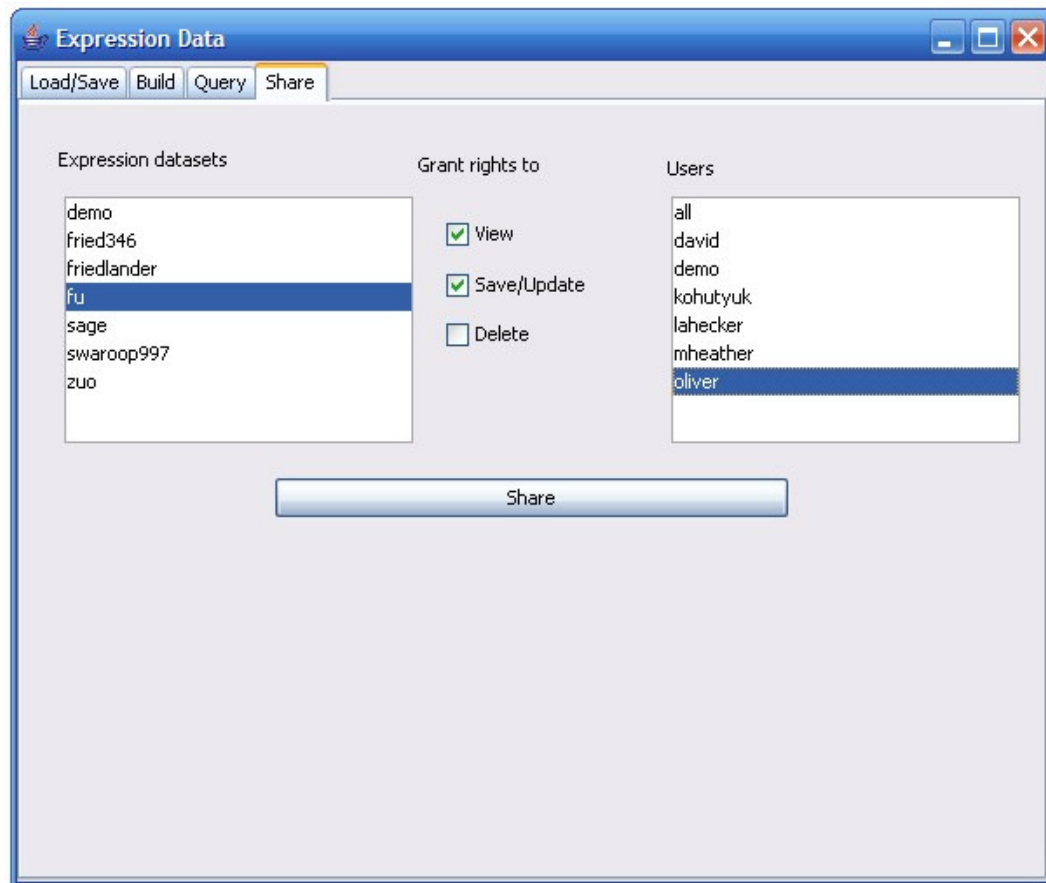 Expression Data
Load/Save Build Query Share
Expression datasets
demo
fried346
friedlander
fu
sage
swaroop997
zuo
Grant rights to
View
Save/Update
Delete
Users
all
david
demo
kohutyuk
lahecker
mheather
oliver
Share